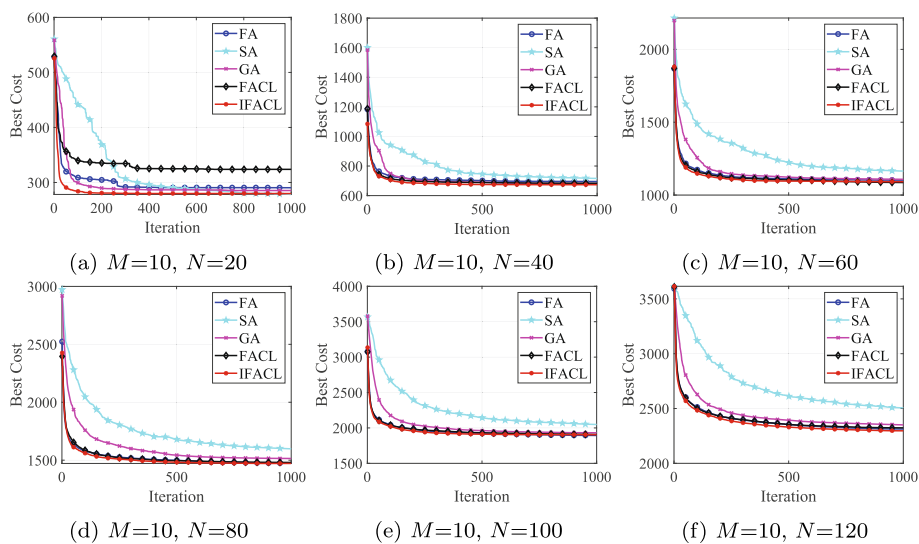 600
500
400
300
Best Cost
0
200
400
600
800
1000
Iteration
FA
SA
GA
FACL
IFACL
(a) M=10, N=20
1800
1600
1400
1200
1000
800
600
Best Cost
0
500
1000
Iteration
FA
SA
GA
FACL
IFACL
(b) M=10, N=40
2000
1500
1000
Best Cost
0
500
1000
Iteration
FA
SA
GA
FACL
IFACL
(c) M=10, N=60
3000
2500
2000
1500
Best Cost
0
500
1000
Iteration
FA
SA
GA
FACL
IFACL
(d) M=10, N=80
4000
3500
3000
2500
2000
1500
Best Cost
0
500
1000
Iteration
FA
SA
GA
FACL
IFACL
(e) M=10, N=100
3500
3000
2500
2000
Best Cost
0
500
1000
Iteration
FA
SA
GA
FACL
IFACL
(f) M=10, N=120